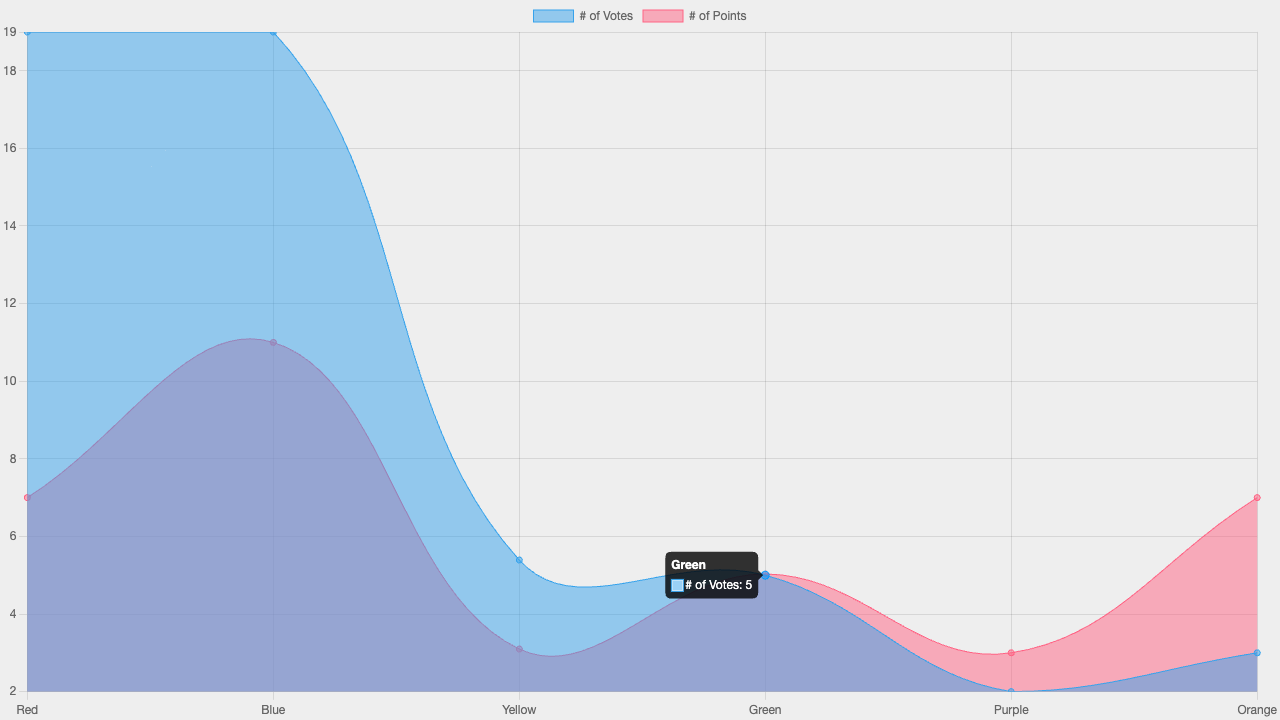 # of Votes # of Points
19
18
16
14
12
10
8
6
4
2
Green
# of Votes: 5
Red Blue Yellow Green Purple Orange